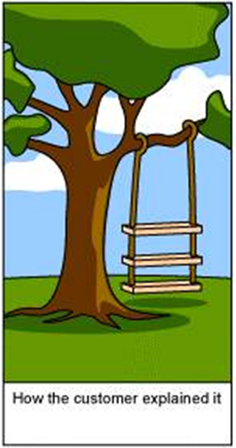 How the customer explained it